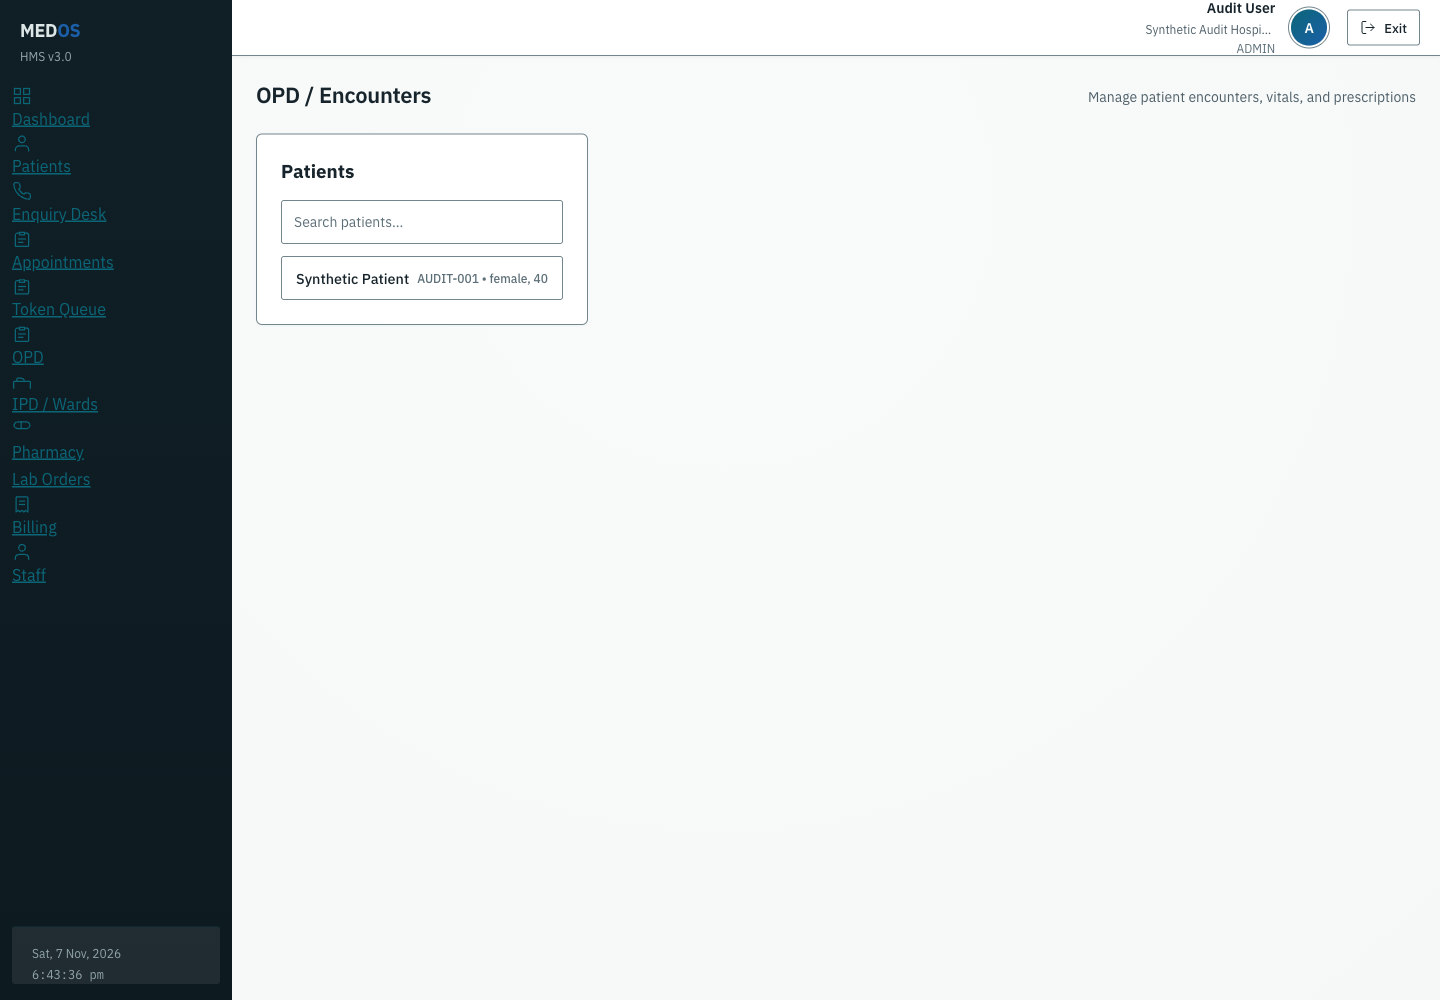 MEDOS
HMS v3.0
Dashboard
Patients
Enquiry Desk
Appointments
Token Queue
OPD
IPD / Wards
Pharmacy
Lab Orders
Billing
Staff
Sat, 7 Nov, 2026
6:43:36 pm
Audit User
Synthetic Audit Hospi...
ADMIN
A
Exit
OPD / Encounters
Manage patient encounters, vitals, and prescriptions
Patients
Search patients...
Synthetic Patient AUDIT-001 • female, 40